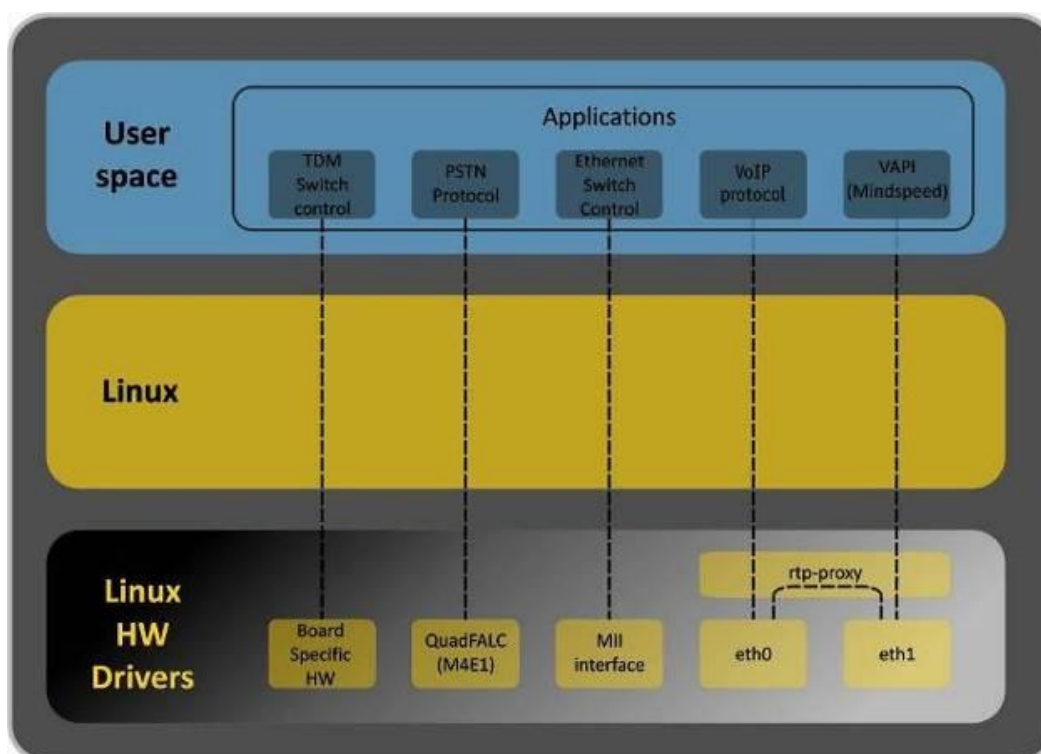 User
space
Applications
TDM
Switch
control
PSTN
Protocol
Ethernet
Switch
Control
VoIP
protocol
VAPI
(Mindspeed)
Linux
Linux
HW
Drivers
rtp-proxy
Board
Specific
HW
QuadFALC
(M4E1)
MII
interface
eth0
eth1